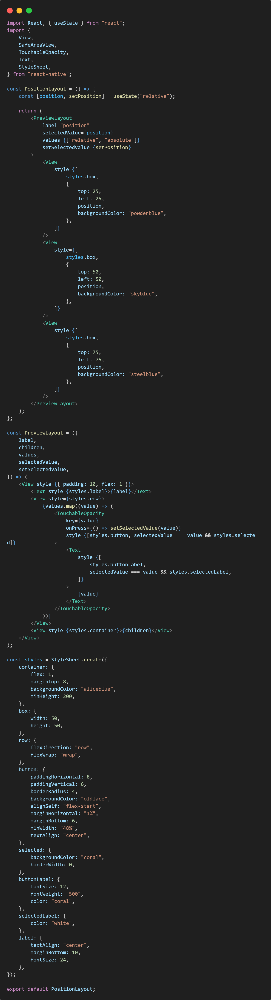 import React, { useState } from "react";
import {
    View,
    SafeAreaView,
    TouchableOpacity,
    Text,
    StyleSheet,
} from "react-native";

const PositionLayout = () => {
    const [position, setPosition] = useState("relative");

    return (
        <PreviewLayout
            label="position"
            selectedValue={position}
            values={["relative", "absolute"]}
            setSelectedValue={setPosition}
        >
            <View
                style={[
                    styles.box,
                    {
                        top: 25,
                        left: 25,
                        position,
                        backgroundColor: "powderblue",
                    },
                ]}
            />
            <View
                style={[
                    styles.box,
                    {
                        top: 50,
                        left: 50,
                        position,
                        backgroundColor: "skyblue",
                    },
                ]}
            />
            <View
                style={[
                    styles.box,
                    {
                        top: 75,
                        left: 75,
                        position,
                        backgroundColor: "steelblue",
                    },
                ]}
            />
        </PreviewLayout>
    );
};

const PreviewLayout = ({
    label,
    children,
    values,
    selectedValue,
    setSelectedValue,
}) => (
    <View style={{ padding: 10, flex: 1 }}>
        <Text style={styles.label}>{label}</Text>
        <View style={styles.row}>
            {values.map((value) => (
                <TouchableOpacity
                    key={value}
                    onPress={() => setSelectedValue(value)}
                    style={[styles.button, selectedValue === value && styles.selecte
d]}             >
                    <Text
                        style={[
                            styles.buttonLabel,
                            selectedValue === value && styles.selectedLabel,
                        ]}
                    >
                        {value}
                    </Text>
                </TouchableOpacity>
            ))}
        </View>
        <View style={styles.container}>{children}</View>
    </View>
);

const styles = StyleSheet.create({
    container: {
        flex: 1,
        marginTop: 8,
        backgroundColor: "aliceblue",
        minHeight: 200,
    },
    box: {
        width: 50,
        height: 50,
    },
    row: {
        flexDirection: "row",
        flexWrap: "wrap",
    },
    button: {
        paddingHorizontal: 8,
        paddingVertical: 6,
        borderRadius: 4,
        backgroundColor: "oldlace",
        alignSelf: "flex-start",
        marginHorizontal: "1%",
        marginBottom: 6,
        minWidth: "48%",
        textAlign: "center",
    },
    selected: {
        backgroundColor: "coral",
        borderWidth: 0,
    },
    buttonLabel: {
        fontSize: 12,
        fontWeight: "500",
        color: "coral",
    },
    selectedLabel: {
        color: "white",
    },
    label: {
        textAlign: "center",
        marginBottom: 10,
        fontSize: 24,
    },
});

export default PositionLayout;